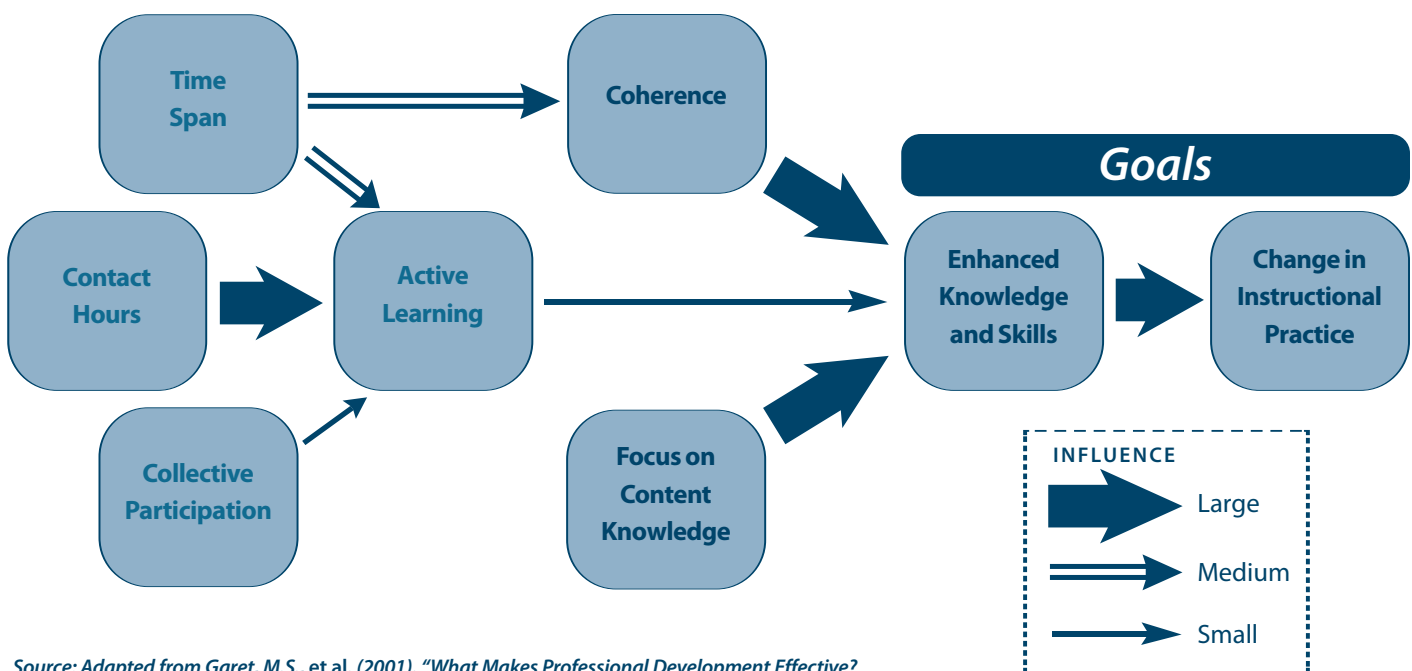 Time
Span
Coherence
Goals
Contact
Hours
Active
Learning
Enhanced
Knowledge
and Skills
Change in
Instructional
Practice
Collective
Participation
Focus on
Content
Knowledge
INFLUENCE
Large
Medium
Small
Source: Adapted from Garet, M.S., et al. (2001). “What Makes Professional Development Effective?